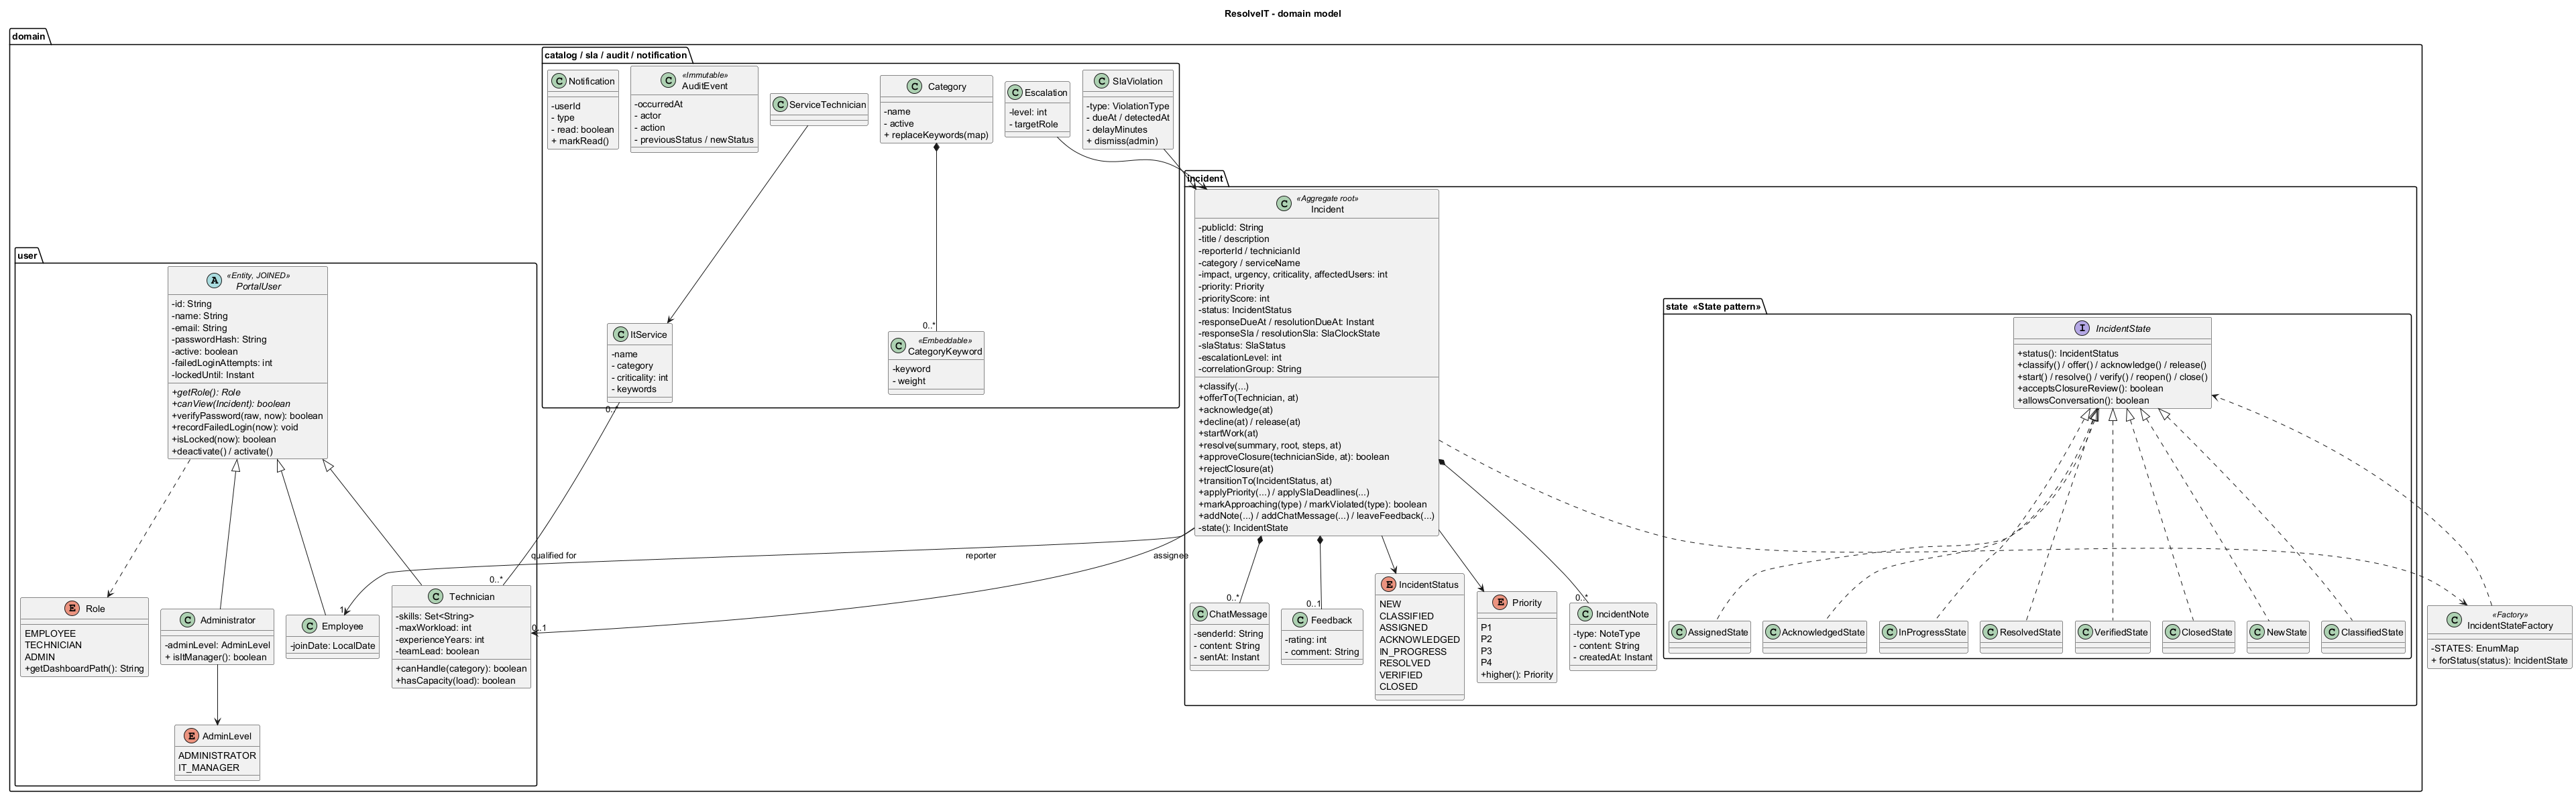 ResolveIT - domain model
domain
catalog / sla / audit / notification
C Notification
-userId
- type
- read: boolean
+ markRead()
«Immutable»
C AuditEvent
-occurredAt
- actor
- action
- previousStatus / newStatus
C ServiceTechnician
C Category
-name
- active
+ replaceKeywords(map)
C Escalation
-level: int
- targetRole
C SlaViolation
-type: ViolationType
- dueAt / detectedAt
- delayMinutes
+ dismiss(admin)
0..*
C ItService
-name
- category
- criticality: int
- keywords
0..*
«Embeddable»
C CategoryKeyword
-keyword
- weight
user
«Entity, JOINED»
A PortalUser
-id: String
-name: String
-email: String
-passwordHash: String
-active: boolean
-failedLoginAttempts: int
-lockedUntil: Instant
+getRole(): Role
+canView(Incident): boolean
+verifyPassword(raw, now): boolean
+recordFailedLogin(now): void
+isLocked(now): boolean
+deactivate() / activate()
E Role
EMPLOYEE
TECHNICIAN
ADMIN
+getDashboardPath(): String
C Administrator
-adminLevel: AdminLevel
+ isItManager(): boolean
1
C Employee
-joinDate: LocalDate
qualified for
0..*
C Technician
-skills: Set<String>
-maxWorkload: int
-experienceYears: int
-teamLead: boolean
+canHandle(category): boolean
+hasCapacity(load): boolean
0..1
E AdminLevel
ADMINISTRATOR
IT_MANAGER
reporter
assignee
incident
«Aggregate root»
C Incident
-publicId: String
-title / description
-reporterId / technicianId
-category / serviceName
-impact, urgency, criticality, affectedUsers: int
-priority: Priority
-priorityScore: int
-status: IncidentStatus
-responseDueAt / resolutionDueAt: Instant
-responseSla / resolutionSla: SlaClockState
-slaStatus: SlaStatus
-escalationLevel: int
-correlationGroup: String
+classify(...)
+offerTo(Technician, at)
+acknowledge(at)
+decline(at) / release(at)
+startWork(at)
+resolve(summary, root, steps, at)
+approveClosure(technicianSide, at): boolean
+rejectClosure(at)
+transitionTo(IncidentStatus, at)
+applyPriority(...) / applySlaDeadlines(...)
+markApproaching(type) / markViolated(type): boolean
+addNote(...) / addChatMessage(...) / leaveFeedback(...)
-state(): IncidentState
0..*
C ChatMessage
-senderId: String
- content: String
- sentAt: Instant
0..1
C Feedback
-rating: int
- comment: String
E IncidentStatus
NEW
CLASSIFIED
ASSIGNED
ACKNOWLEDGED
IN_PROGRESS
RESOLVED
VERIFIED
CLOSED
E Priority
P1
P2
P3
P4
+higher(): Priority
0..*
C IncidentNote
-type: NoteType
- content: String
- createdAt: Instant
state «State pattern»
I IncidentState
+status(): IncidentStatus
+classify() / offer() / acknowledge() / release()
+start() / resolve() / verify() / reopen() / close()
+acceptsClosureReview(): boolean
+allowsConversation(): boolean
C AssignedState
C AcknowledgedState
C InProgressState
C ResolvedState
C VerifiedState
C ClosedState
C NewState
C ClassifiedState
«Factory»
C IncidentStateFactory
-STATES: EnumMap
+ forStatus(status): IncidentState